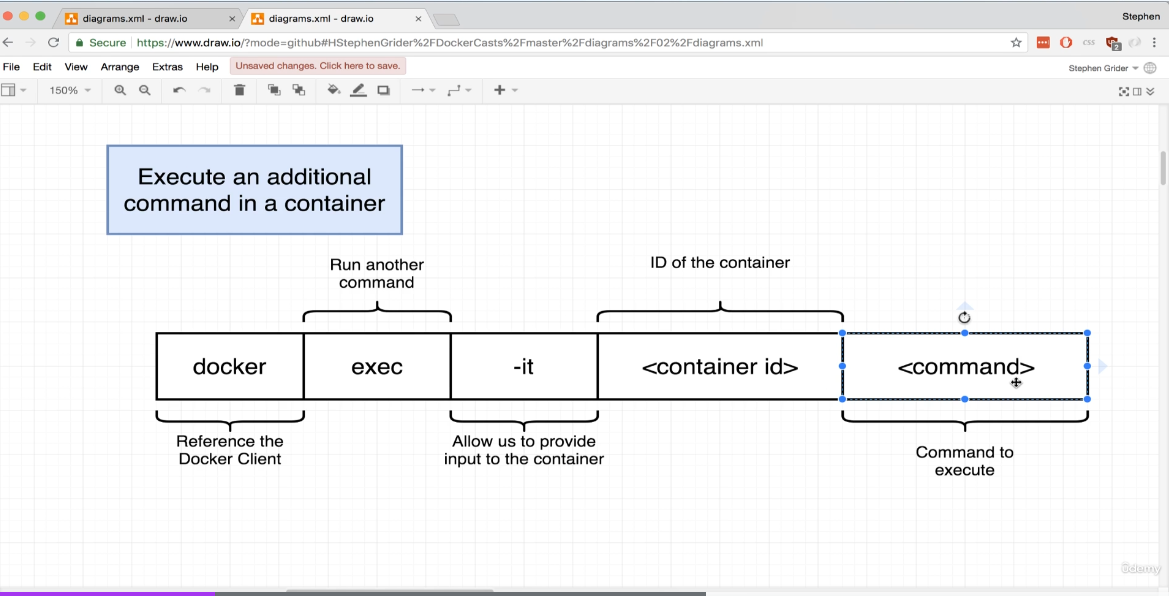 diagrams.xml - draw.io
diagrams.xml - draw.io
Stephen
Secure
https://www.draw.io/?mode=github#HStephenGrider%2FDockerCasts%2Fmaster%2Fdiagrams%2F02%2Fdiagrams.xml
CSS
2
File Edit View Arrange Extras Help Unsaved changes. Click here to save.
Stephen Grider
150%
Execute an additional
command in a container
Run another
command
ID of the container
docker exec -it <container id> <command>
Reference the
Docker Client
Allow us to provide
input to the container
Command to
execute
ûdemy